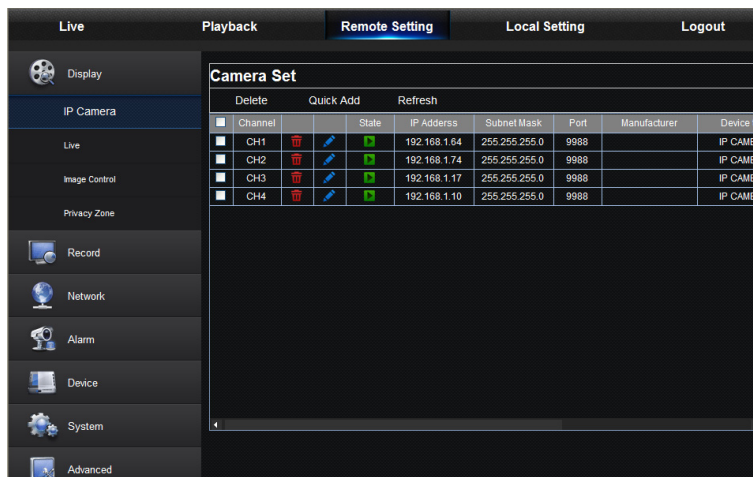 Live Playback Remote Setting Local Setting Logout
Display
IP Camera
Live
Image Control
Privacy Zone
Record
Network
Alarm
Device
System
Advanced
Camera Set
Delete Quick Add Refresh
Channel State IP Adderss Subnet Mask Port Manufacturer Device
CH1 192.168.1.64 255.255.255.0 9988 IP CAME
CH2 192.168.1.74 255.255.255.0 9988 IP CAME
CH3 192.168.1.17 255.255.255.0 9988 IP CAME
CH4 192.168.1.10 255.255.255.0 9988 IP CAME